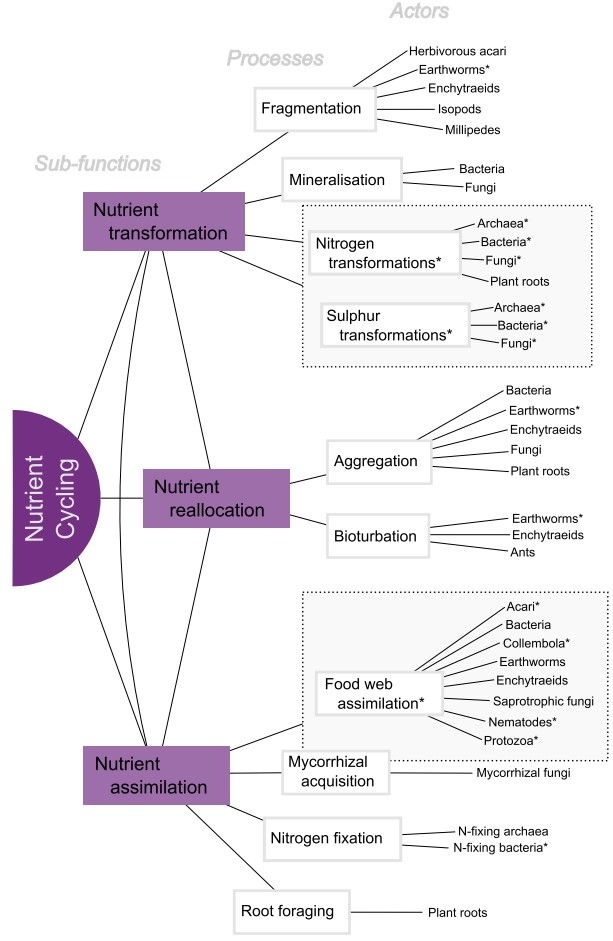 Actors
Processes
Sub-functions
Nutrient
Cycling
Nutrient
transformation
Fragmentation
Herbivorous acari
Earthworms*
Enchytraeids
Isopods
Millipedes
Mineralisation
Bacteria
Fungi
Nitrogen
transformations*
Archaea*
Bacteria*
Fungi*
Plant roots
Sulphur
transformations*
Archaea*
Bacteria*
Fungi*
Nutrient
reallocation
Aggregation
Bacteria
Earthworms*
Enchytraeids
Fungi
Plant roots
Bioturbation
Earthworms*
Enchytraeids
Ants
Nutrient
assimilation
Food web
assimilation*
Acari*
Bacteria
Collembola*
Earthworms
Enchytraeids
Saprotrophic fungi
Nematodes*
Protozoa*
Mycorrhizal
acquisition
Mycorrhizal fungi
Nitrogen fixation
N-fixing archaea
N-fixing bacteria*
Root foraging
Plant roots